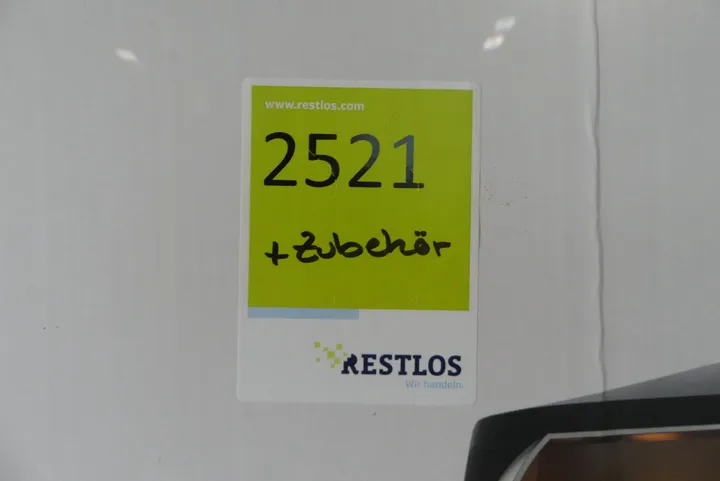 www.restlos.com
2521
+ Zubehör
RESTLOS
Wir handeln.